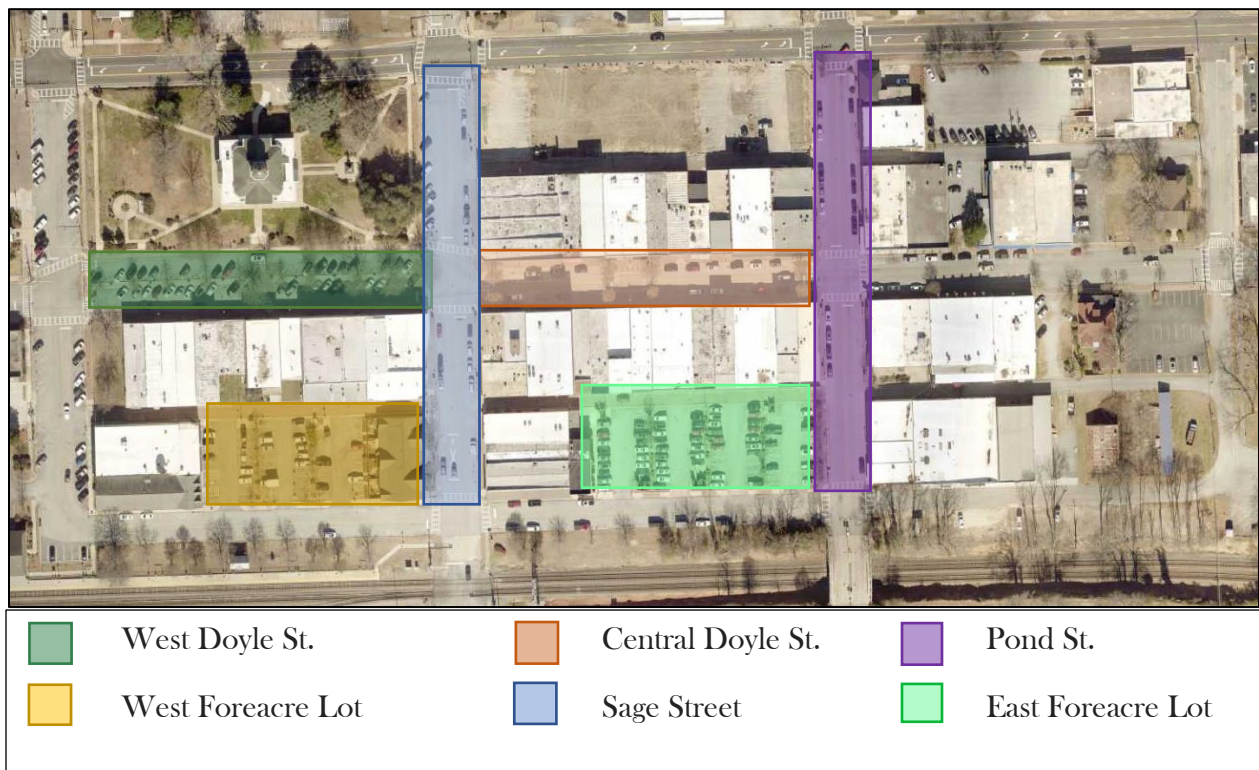 West Doyle St.
Central Doyle St.
Pond St.
West Foreacre Lot
Sage Street
East Foreacre Lot